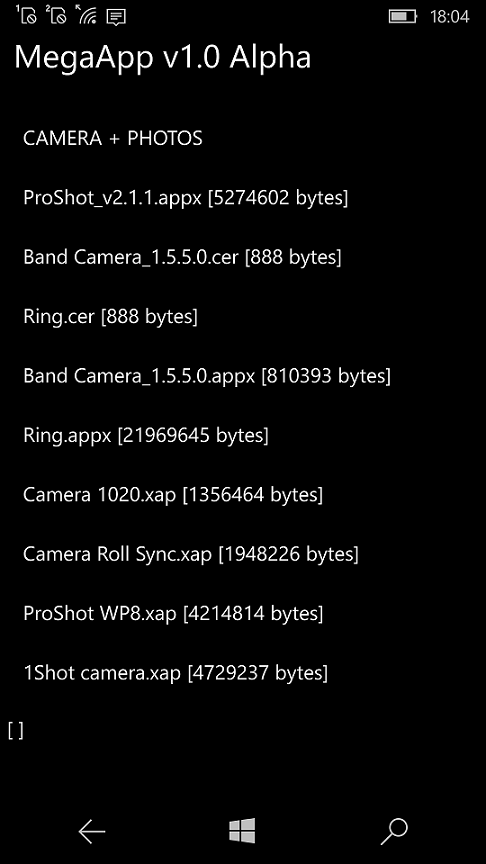 1 2 18:04
MegaApp v1.0 Alpha
CAMERA + PHOTOS
ProShot_v2.1.1.appx [5274602 bytes]
Band Camera_1.5.5.0.cer [888 bytes]
Ring.cer [888 bytes]
Band Camera_1.5.5.0.appx [810393 bytes]
Ring.appx [21969645 bytes]
Camera 1020.xap [1356464 bytes]
Camera Roll Sync.xap [1948226 bytes]
ProShot WP8.xap [4214814 bytes]
1Shot camera.xap [4729237 bytes]
[ ]